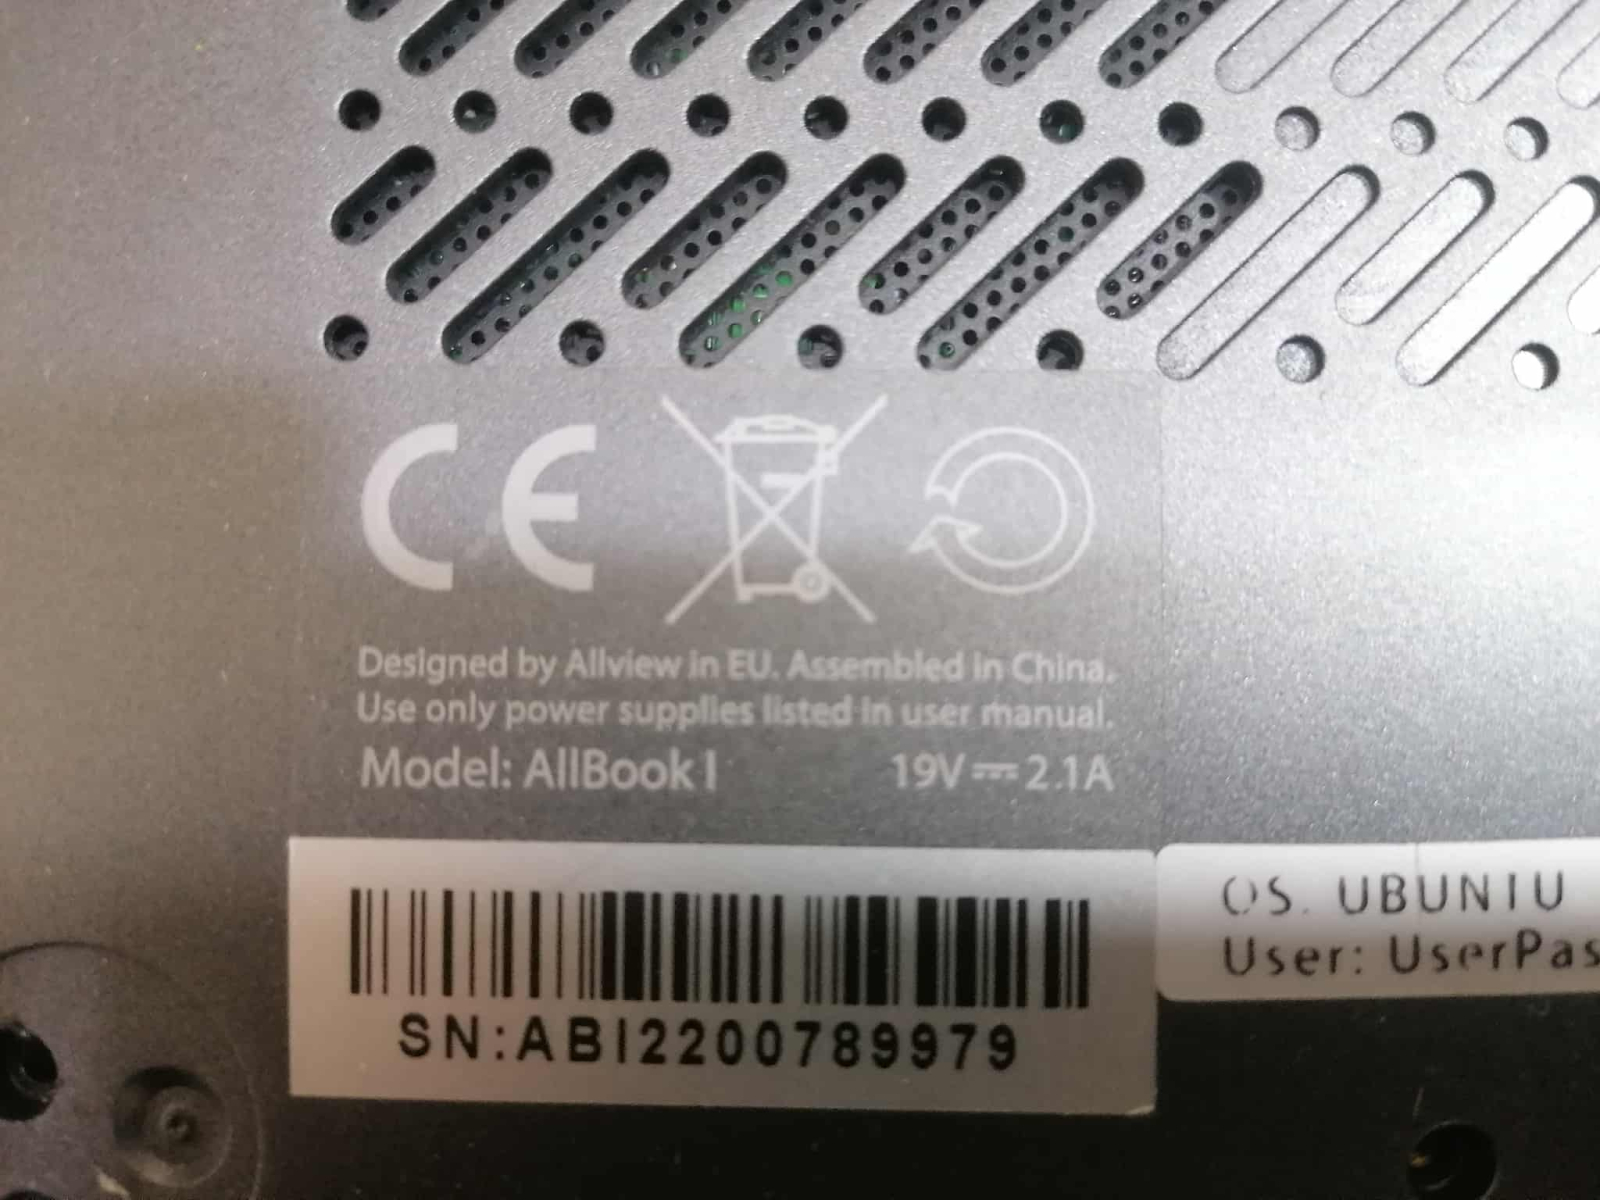 CE
Designed by Allview in EU. Assembled in China.
Use only power supplies listed in user manual.
Model: AllBook I 19V⎓2.1A
SN:ABI2200789979
OS. UBUNTU
User: UserPas